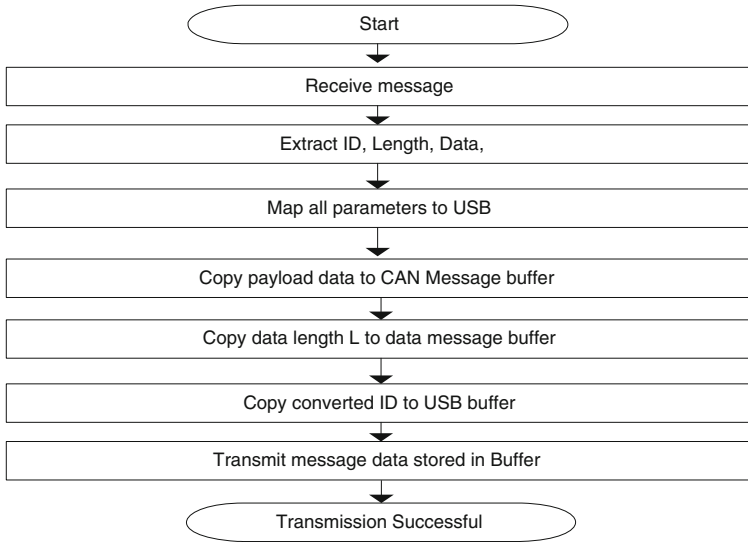 Start
Receive message
Extract ID, Length, Data,
Map all parameters to USB
Copy payload data to CAN Message buffer
Copy data length L to data message buffer
Copy converted ID to USB buffer
Transmit message data stored in Buffer
Transmission Successful